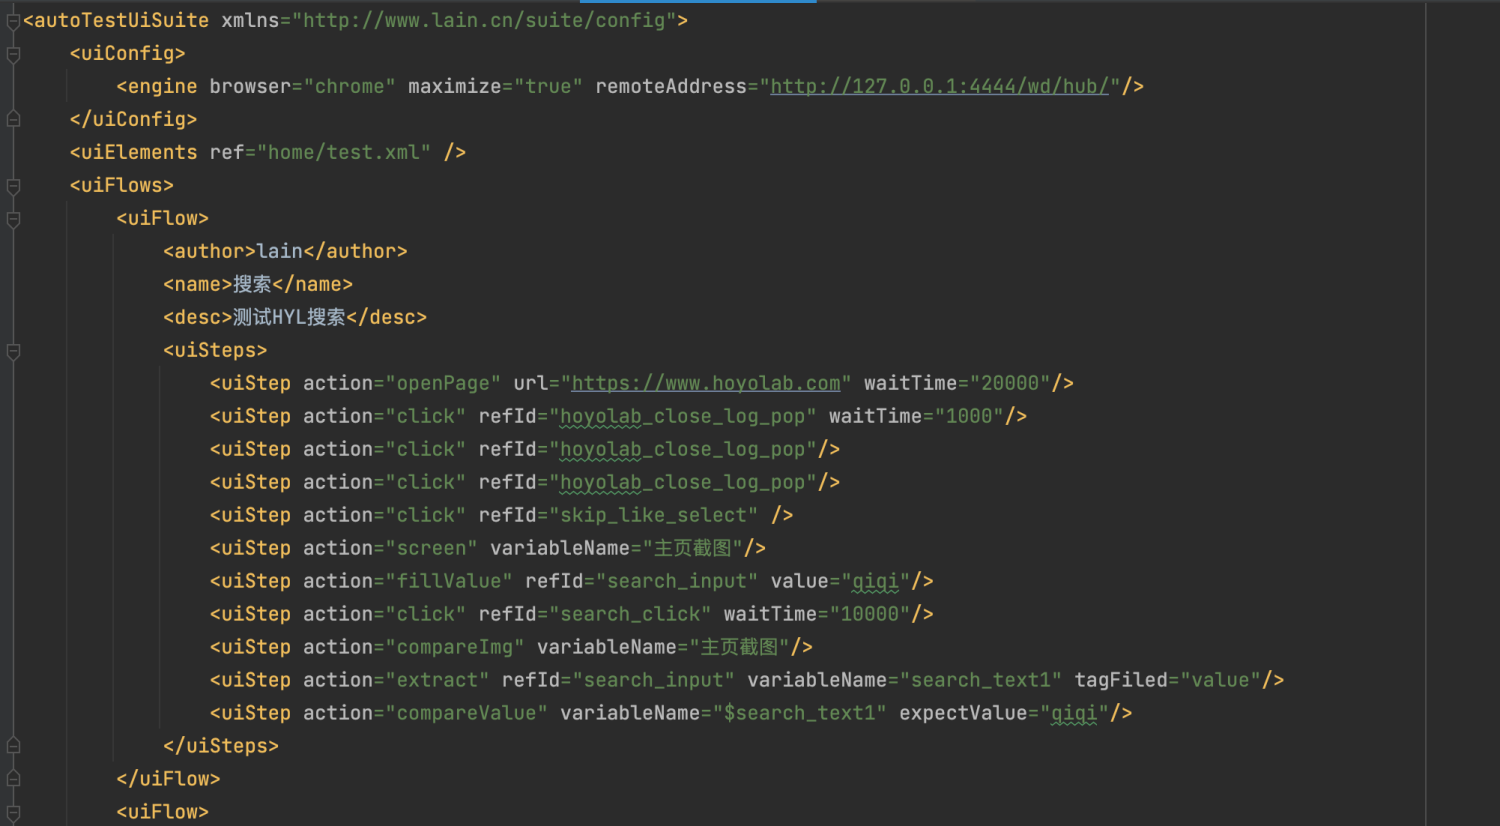 <autoTestUiSuite xmlns="http://www.lain.cn/suite/config">
<uiConfig>
<engine browser="chrome" maximize="true" remoteAddress="http://127.0.0.1:4444/wd/hub/"/>
</uiConfig>
<uiElements ref="home/test.xml" />
<uiFlows>
<uiFlow>
<author>lain</author>
<name>搜索</name>
<desc>测试HYL搜索</desc>
<uiSteps>
<uiStep action="openPage" url="https://www.hoyolab.com" waitTime="20000"/>
<uiStep action="click" refId="hoyolab_close_log_pop" waitTime="1000"/>
<uiStep action="click" refId="hoyolab_close_log_pop"/>
<uiStep action="click" refId="hoyolab_close_log_pop"/>
<uiStep action="click" refId="skip_like_select" />
<uiStep action="screen" variableName="主页截图"/>
<uiStep action="fillValue" refId="search_input" value="qiqi"/>
<uiStep action="click" refId="search_click" waitTime="10000"/>
<uiStep action="compareImg" variableName="主页截图"/>
<uiStep action="extract" refId="search_input" variableName="search_text1" tagFiled="value"/>
<uiStep action="compareValue" variableName="$search_text1" expectValue="qiqi"/>
</uiSteps>
</uiFlow>
<uiFlow>